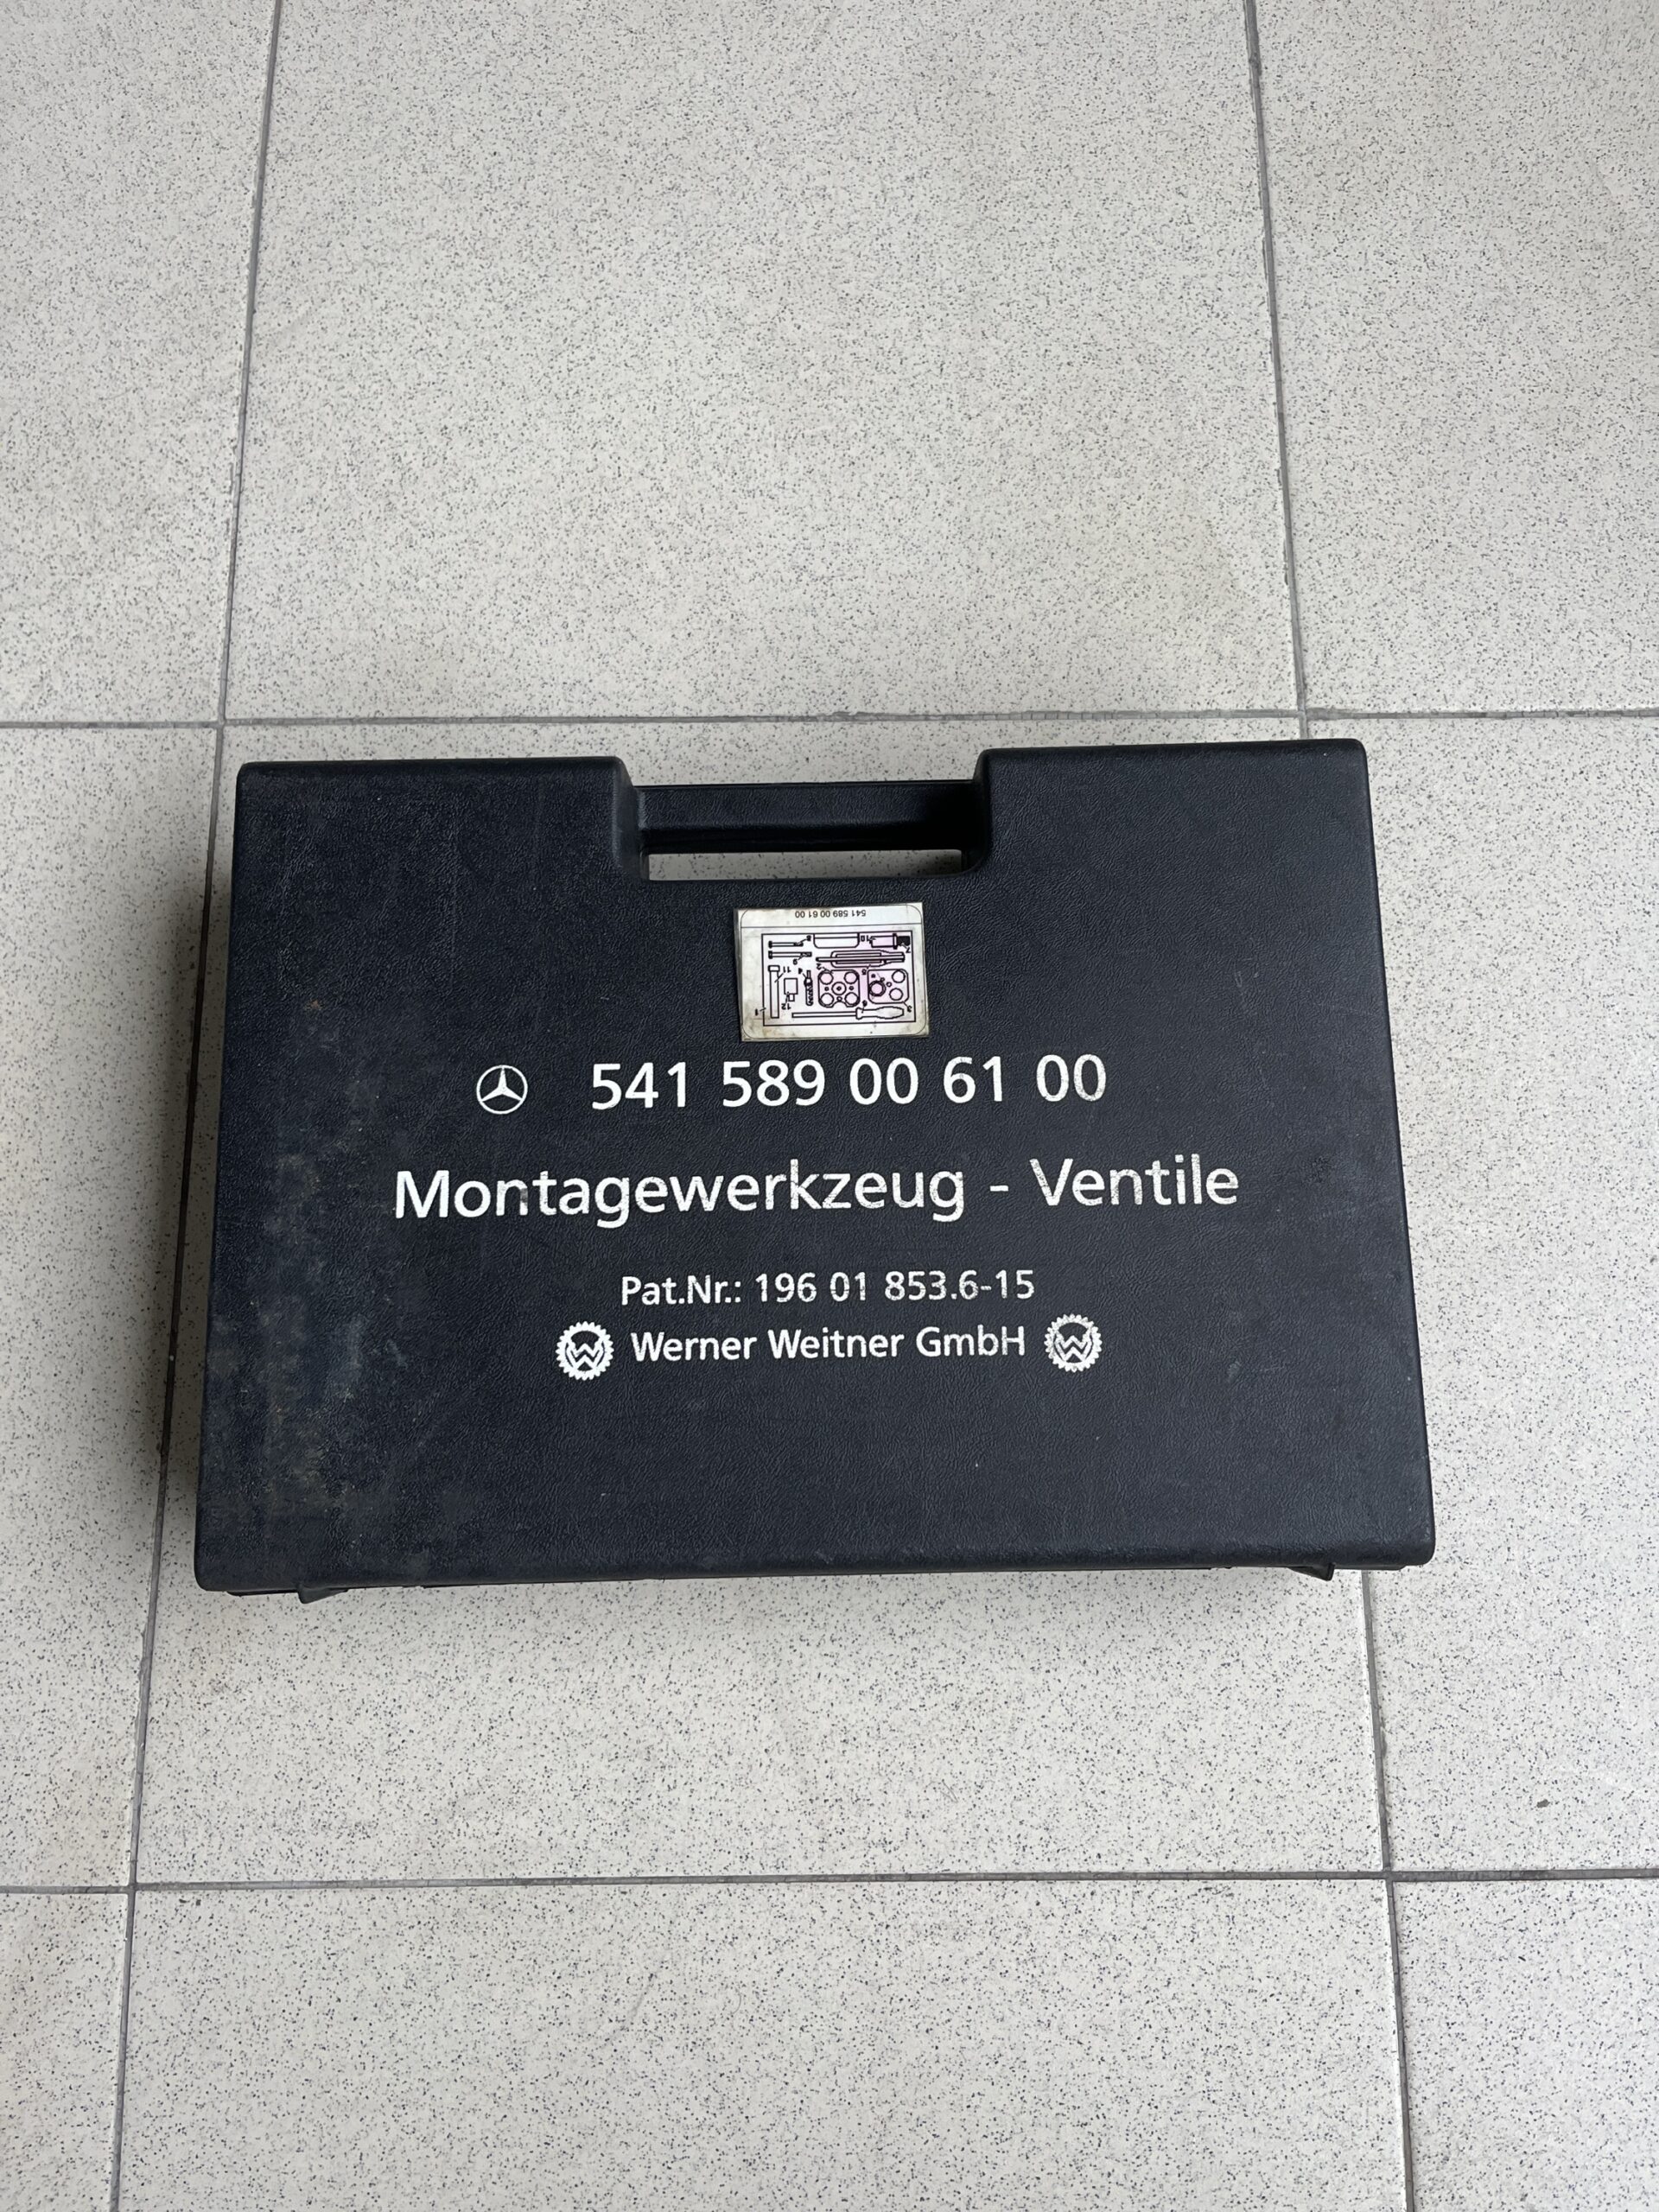 541 589 00 61 00
541 589 00 61 00
Montagewerkzeug - Ventile
Pat.Nr.: 196 01 853.6-15
Werner Weitner GmbH